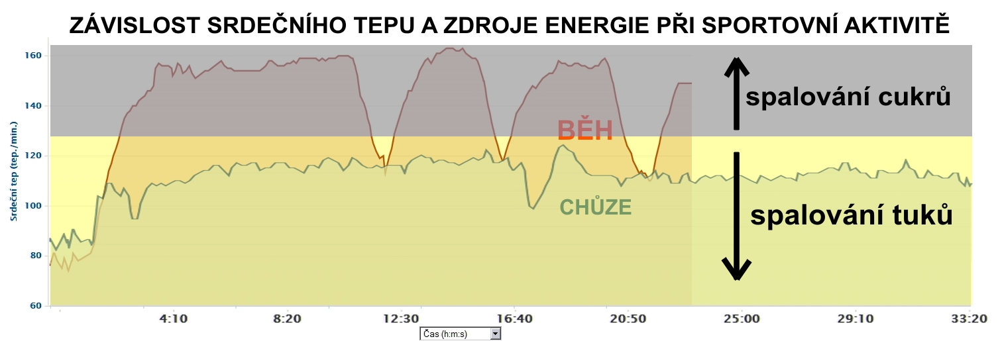 ZÁVISLOST SRDEČNÍHO TEPU A ZDROJE ENERGIE PŘI SPORTOVNÍ AKTIVITĚ
160
140
120
100
80
60
Srdeční tep (tep./min.)
spalování cukrů
BĚH
CHŮZE
spalování tuků
4:10
8:20
12:30
16:40
20:50
25:00
29:10
33:20
Čas (h:m:s)